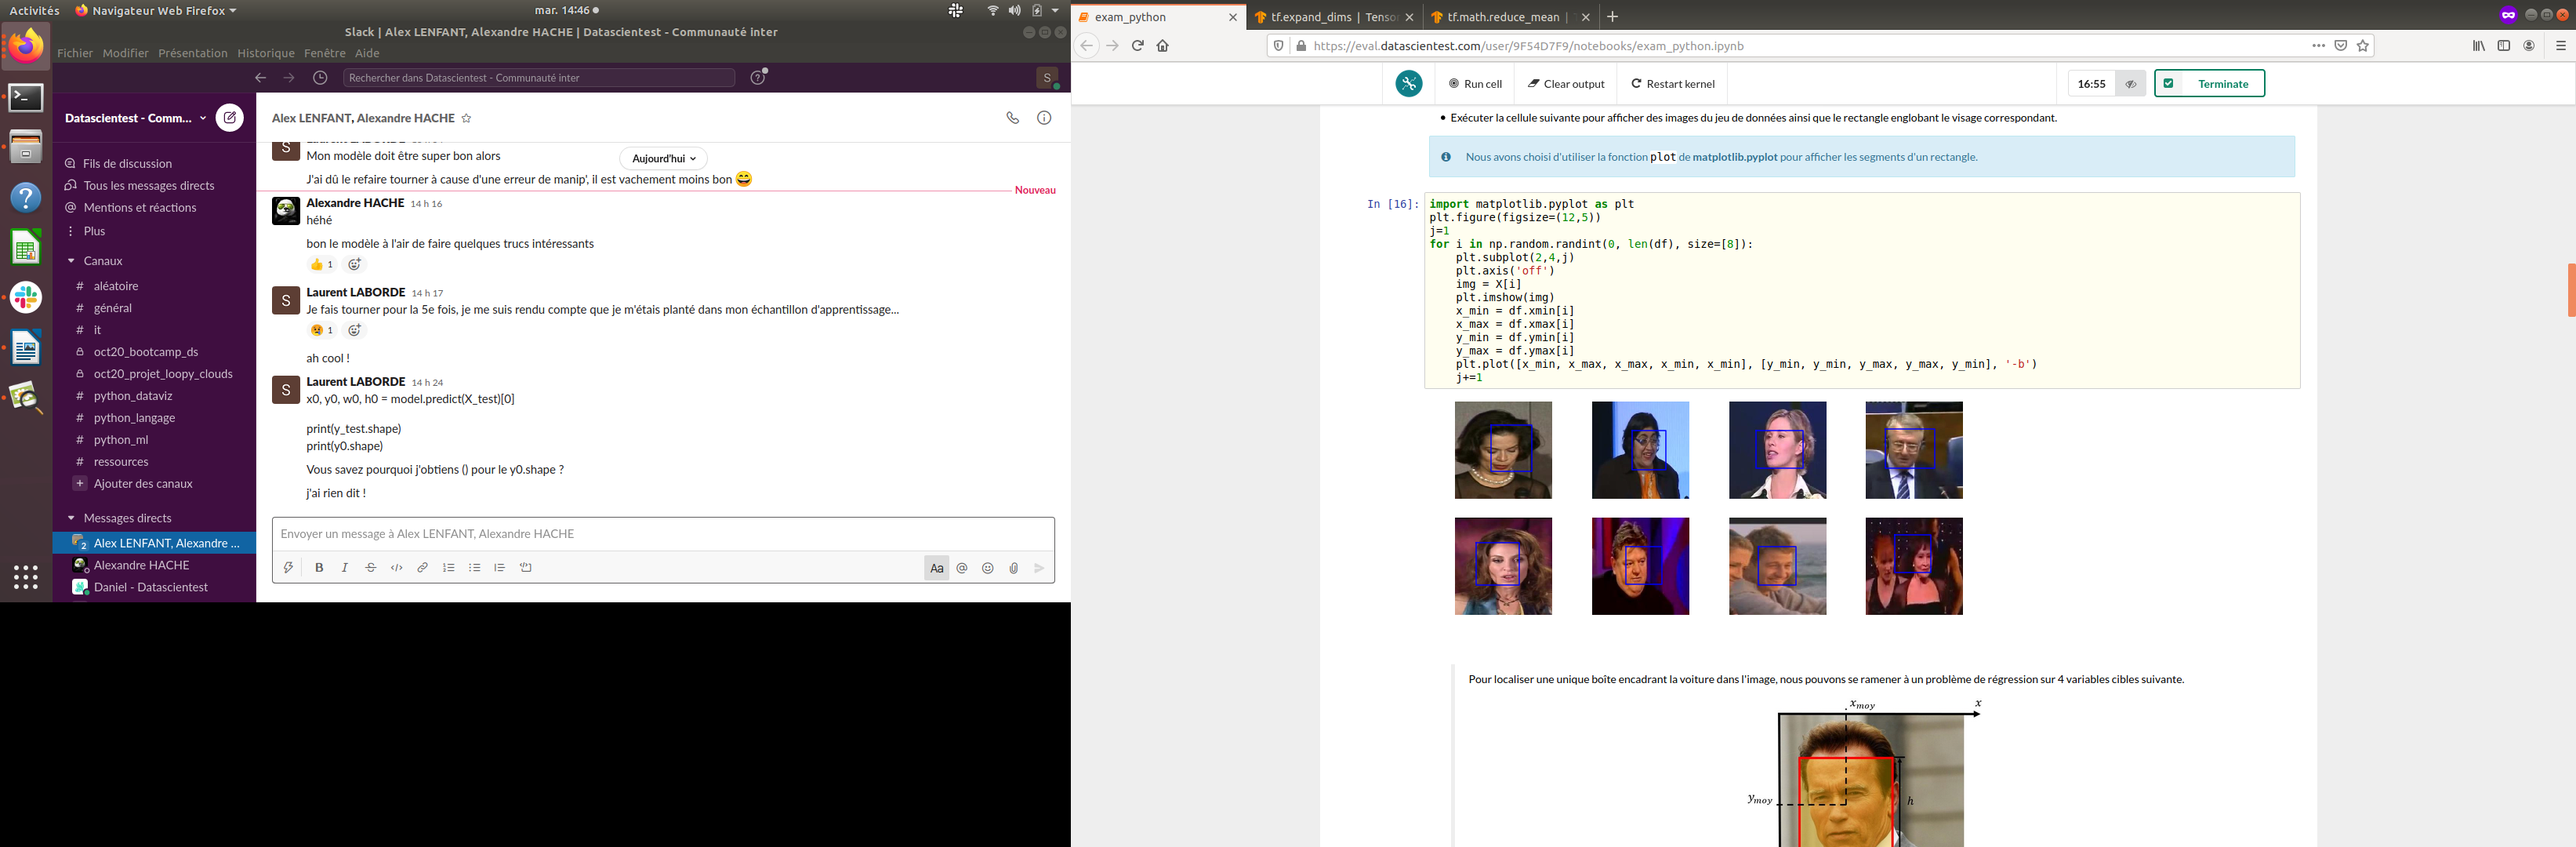 Activités
Navigateur Web Firefox
mar. 14:46
Slack | Alex LENFANT, Alexandre HACHE | Datascientest - Communauté inter
Fichier Modifier Présentation Historique Fenêtre Aide
Rechercher dans Datascientest - Communauté inter
S
Datascientest - Comm...
Fils de discussion
Tous les messages directs
Mentions et réactions
Plus
Canaux
# aléatoire
# général
# it
oct20_bootcamp_ds
oct20_projet_loopy_clouds
# python_dataviz
# python_langage
# python_ml
# ressources
+ Ajouter des canaux
Messages directs
2 Alex LENFANT, Alexandre ...
Alexandre HACHE
Daniel - Datascientest
Alex LENFANT, Alexandre HACHE
S
Mon modèle doit être super bon alors
Aujourd'hui
J'ai dû le refaire tourner à cause d'une erreur de manip', il est vachement moins bon
Nouveau
Alexandre HACHE 14 h 16
héhé
bon le modèle à l'air de faire quelques trucs intéressants
1
S
Laurent LABORDE 14 h 17
Je fais tourner pour la 5e fois, je me suis rendu compte que je m'étais planté dans mon échantillon d'apprentissage...
1
ah cool !
S
Laurent LABORDE 14 h 24
x0, y0, w0, h0 = model.predict(X_test)[0]
print(y_test.shape)
print(y0.shape)
Vous savez pourquoi j'obtiens () pour le y0.shape ?
j'ai rien dit !
Envoyer un message à Alex LENFANT, Alexandre HACHE
B I S Aa @
exam_python
tf.expand_dims | Tensor
tf.math.reduce_mean |
https://eval.datascientest.com/user/9F54D7F9/notebooks/exam_python.ipynb
Run cell
Clear output
Restart kernel
16:55
Terminate
• Exécuter la cellule suivante pour afficher des images du jeu de données ainsi que le rectangle englobant le visage correspondant.
Nous avons choisi d'utiliser la fonction plot de matplotlib.pyplot pour afficher les segments d'un rectangle.
In [16]:
import matplotlib.pyplot as plt
plt.figure(figsize=(12,5))
j=1
for i in np.random.randint(0, len(df), size=[8]):
    plt.subplot(2,4,j)
    plt.axis('off')
    img = X[i]
    plt.imshow(img)
    x_min = df.xmin[i]
    x_max = df.xmax[i]
    y_min = df.ymin[i]
    y_max = df.ymax[i]
    plt.plot([x_min, x_max, x_max, x_min, x_min], [y_min, y_min, y_max, y_max, y_min], '-b')
    j+=1
Pour localiser une unique boîte encadrant la voiture dans l'image, nous pouvons se ramener à un problème de régression sur 4 variables cibles suivante.
x_moy
x
y_moy
h